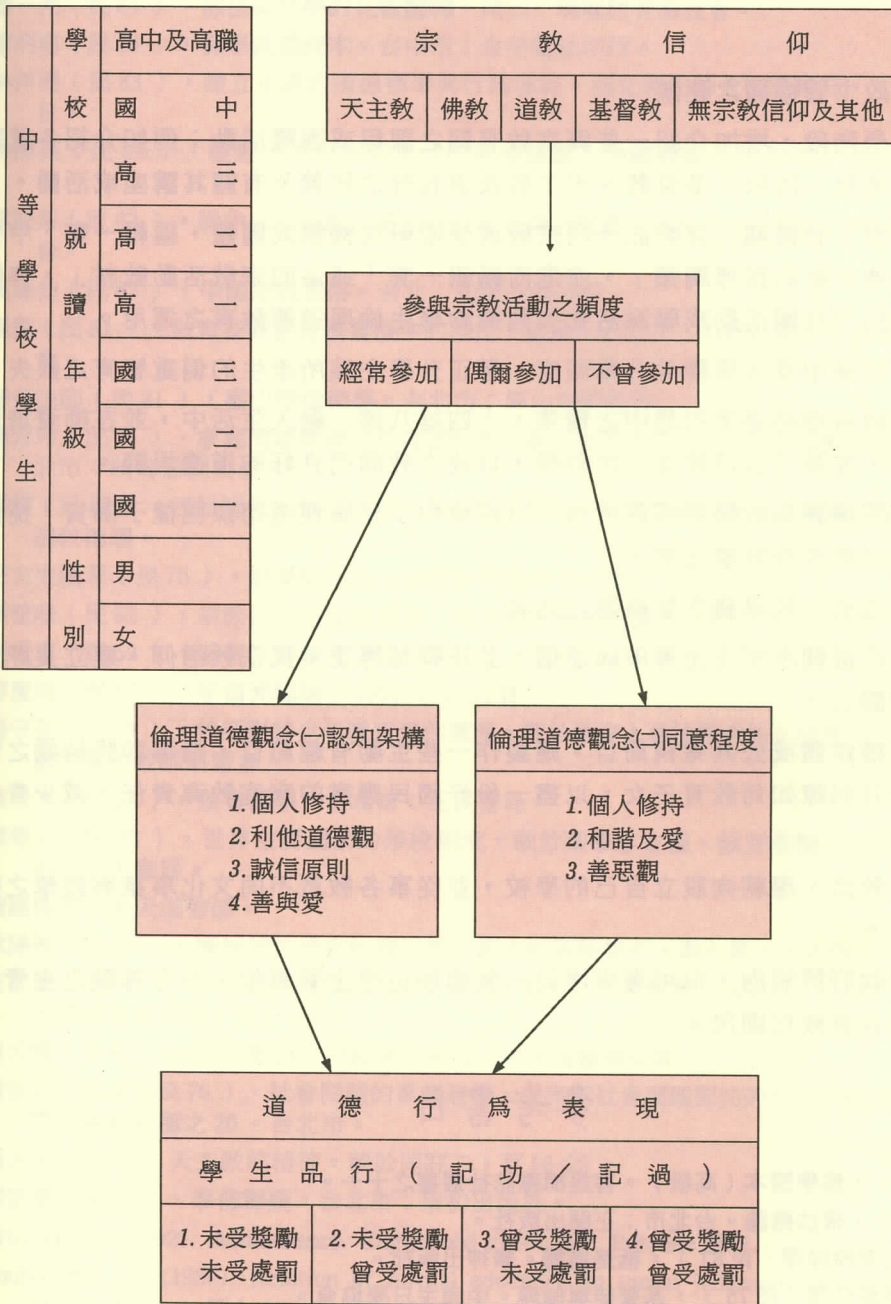 中等學校學生
學校就讀年級
高中及高職
國中
高三
高二
高一
國三
國二
國一
性別
男
女
宗教信仰
天主教
佛教
道教
基督教
無宗教信仰及其他
參與宗教活動之頻度
經常參加
偶爾參加
不曾參加
倫理道德觀念㈠認知架構
1.個人修持
2.利他道德觀
3.誠信原則
4.善與愛
倫理道德觀念㈡同意程度
1.個人修持
2.和諧及愛
3.善惡觀
道德行為表現
學生品行(記功/記過)
1.未受獎勵
未受處罰
2.未受獎勵
曾受處罰
3.曾受獎勵
未受處罰
4.曾受獎勵
曾受處罰